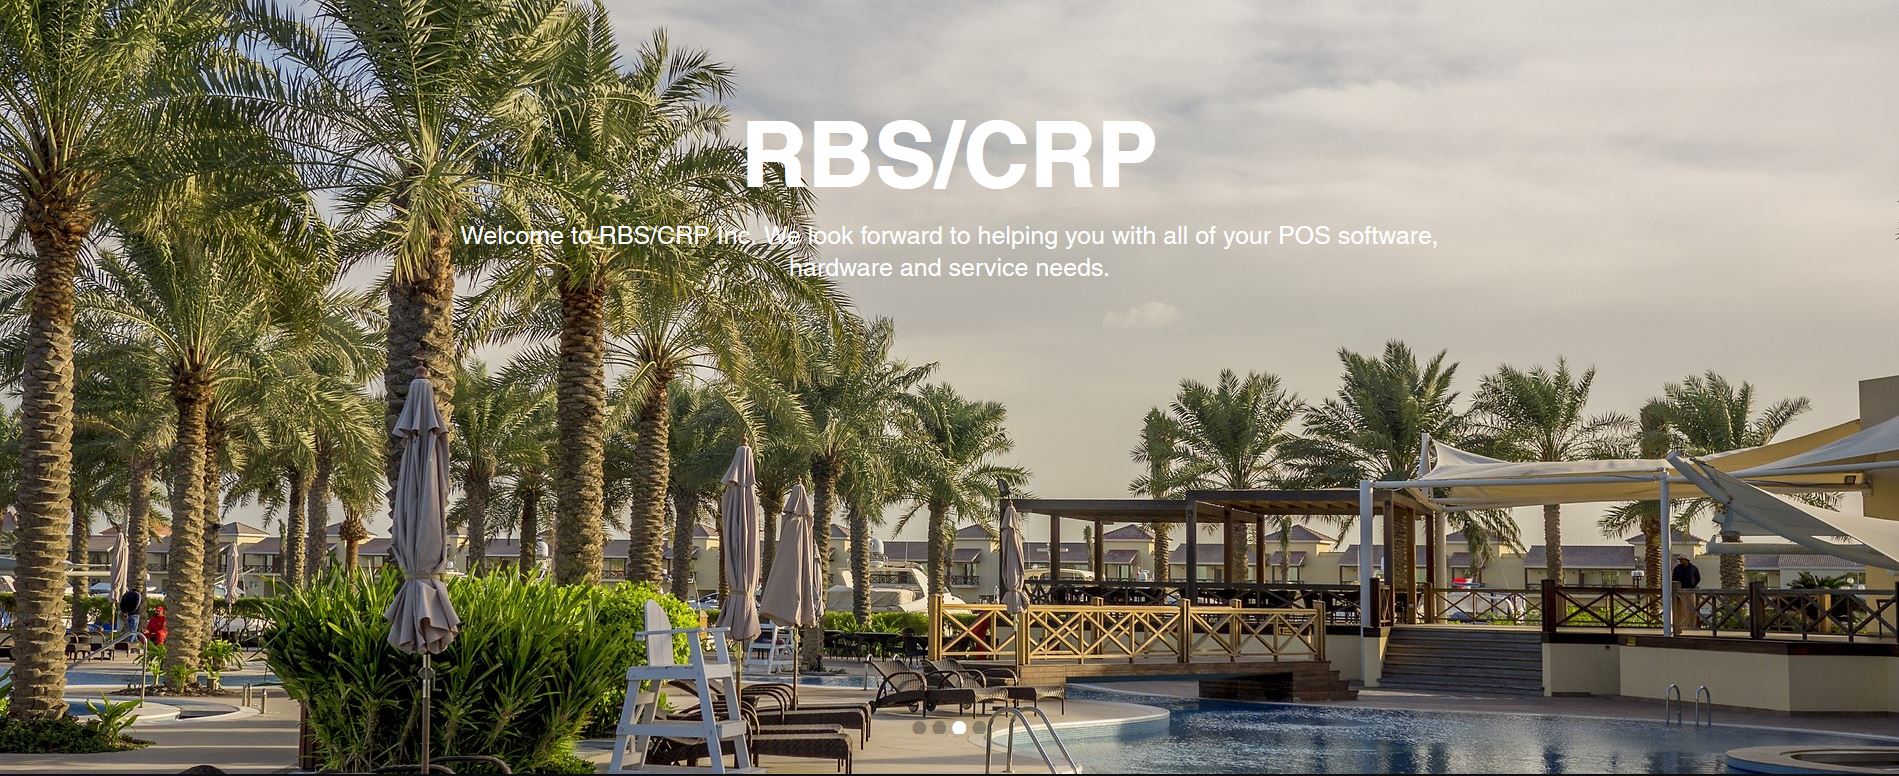 RBS/CRP
Welcome to RBS/CRP Inc. We look forward to helping you with all of your POS software,
hardware and service needs.